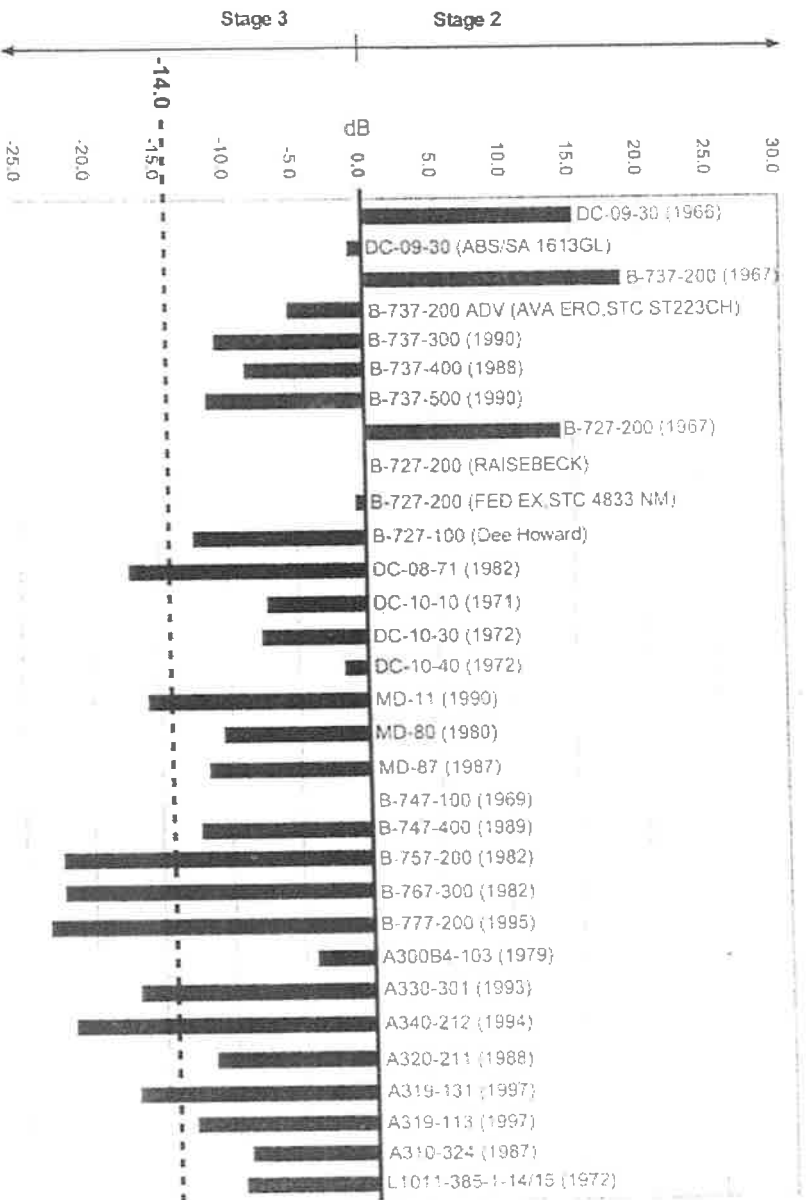 Stage 3 Stage 2
-14.0
dB
-25.0 -20.0 -15.0 -10.0 -5.0 0.0 5.0 10.0 15.0 20.0 25.0 30.0
DC-09-30 (1966)
DC-09-30 (ABS/SA 1613GL)
B-737-200 (1967)
B-737-200 ADV (AVA ERO,STC ST223CH)
B-737-300 (1990)
B-737-400 (1988)
B-737-500 (1990)
B-727-200 (1967)
B-727-200 (RAISEBECK)
B-727-200 (FED EX,STC 4833 NM)
B-727-100 (Dee Howard)
DC-08-71 (1982)
DC-10-10 (1971)
DC-10-30 (1972)
DC-10-40 (1972)
MD-11 (1990)
MD-80 (1980)
MD-87 (1987)
B-747-100 (1969)
B-747-400 (1989)
B-757-200 (1982)
B-767-300 (1982)
B-777-200 (1995)
A300B4-103 (1979)
A330-301 (1993)
A340-212 (1994)
A320-211 (1988)
A319-131 (1997)
A319-113 (1997)
A310-324 (1987)
L1011-385-1-14/15 (1972)